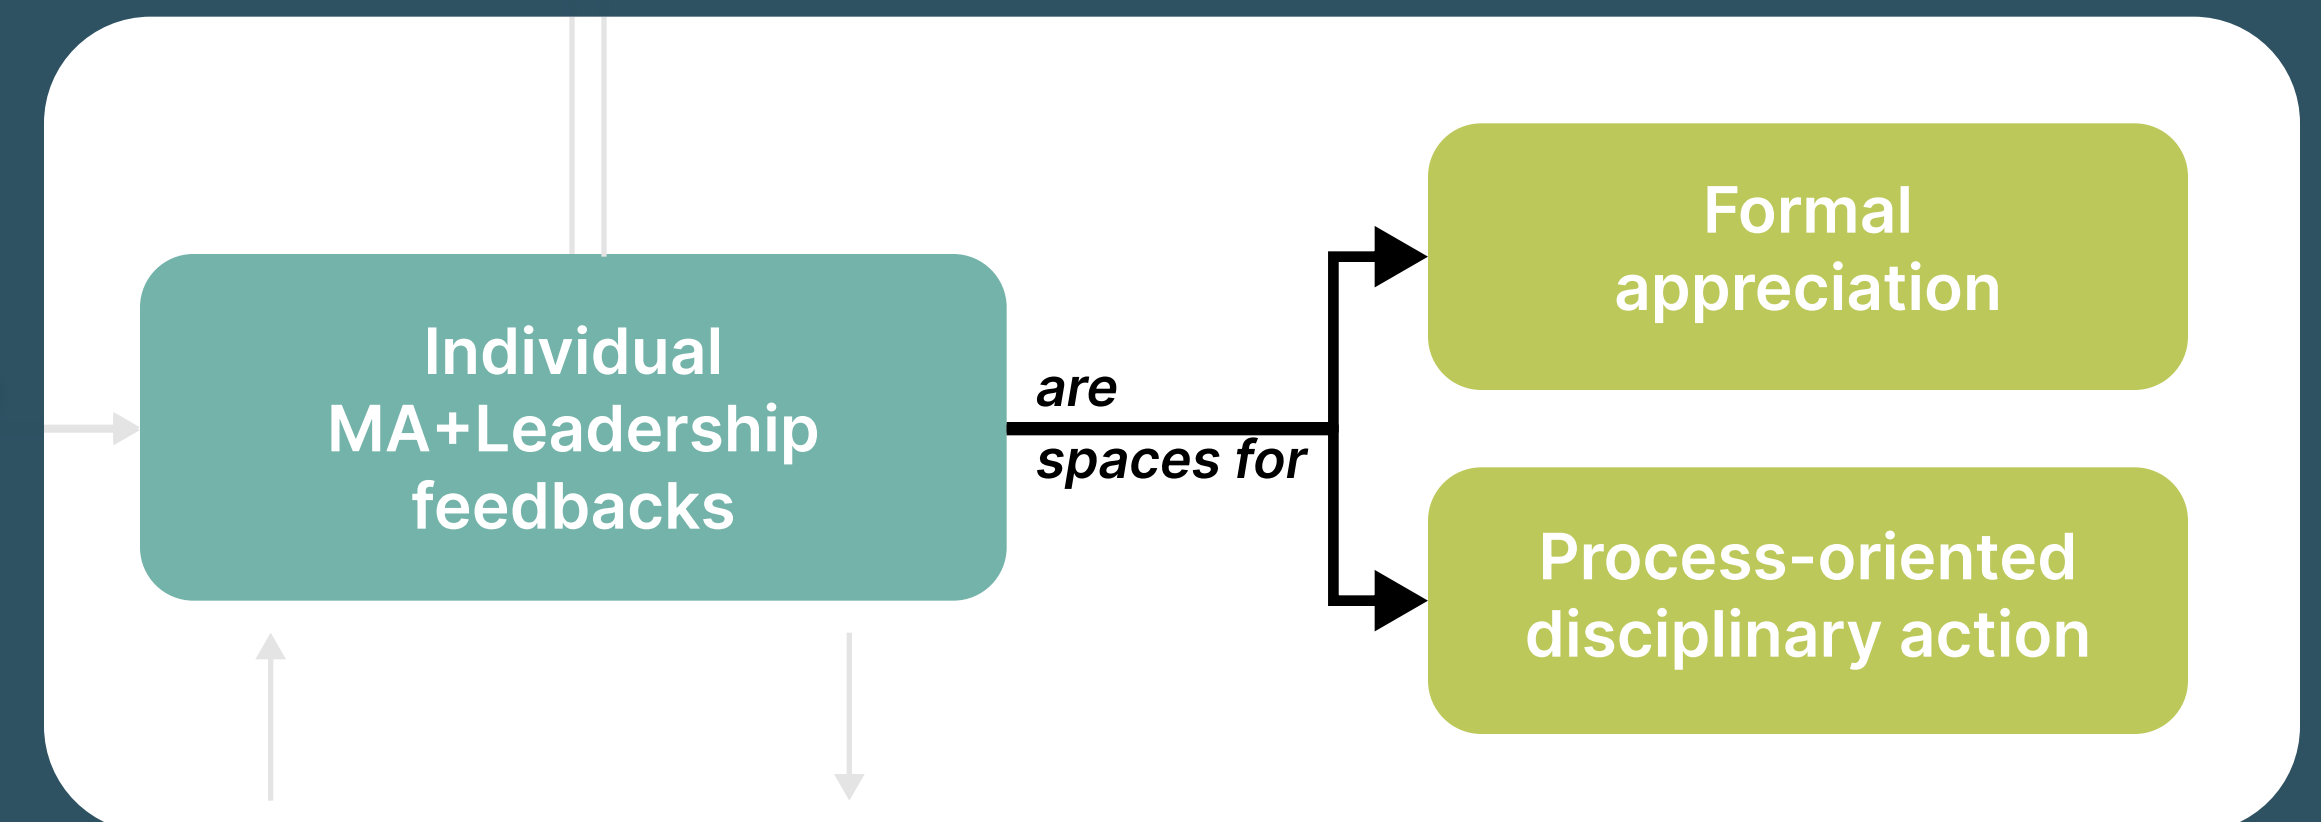 Individual
MA+Leadership
feedbacks
are
spaces for
Formal
appreciation
Process-oriented
disciplinary action